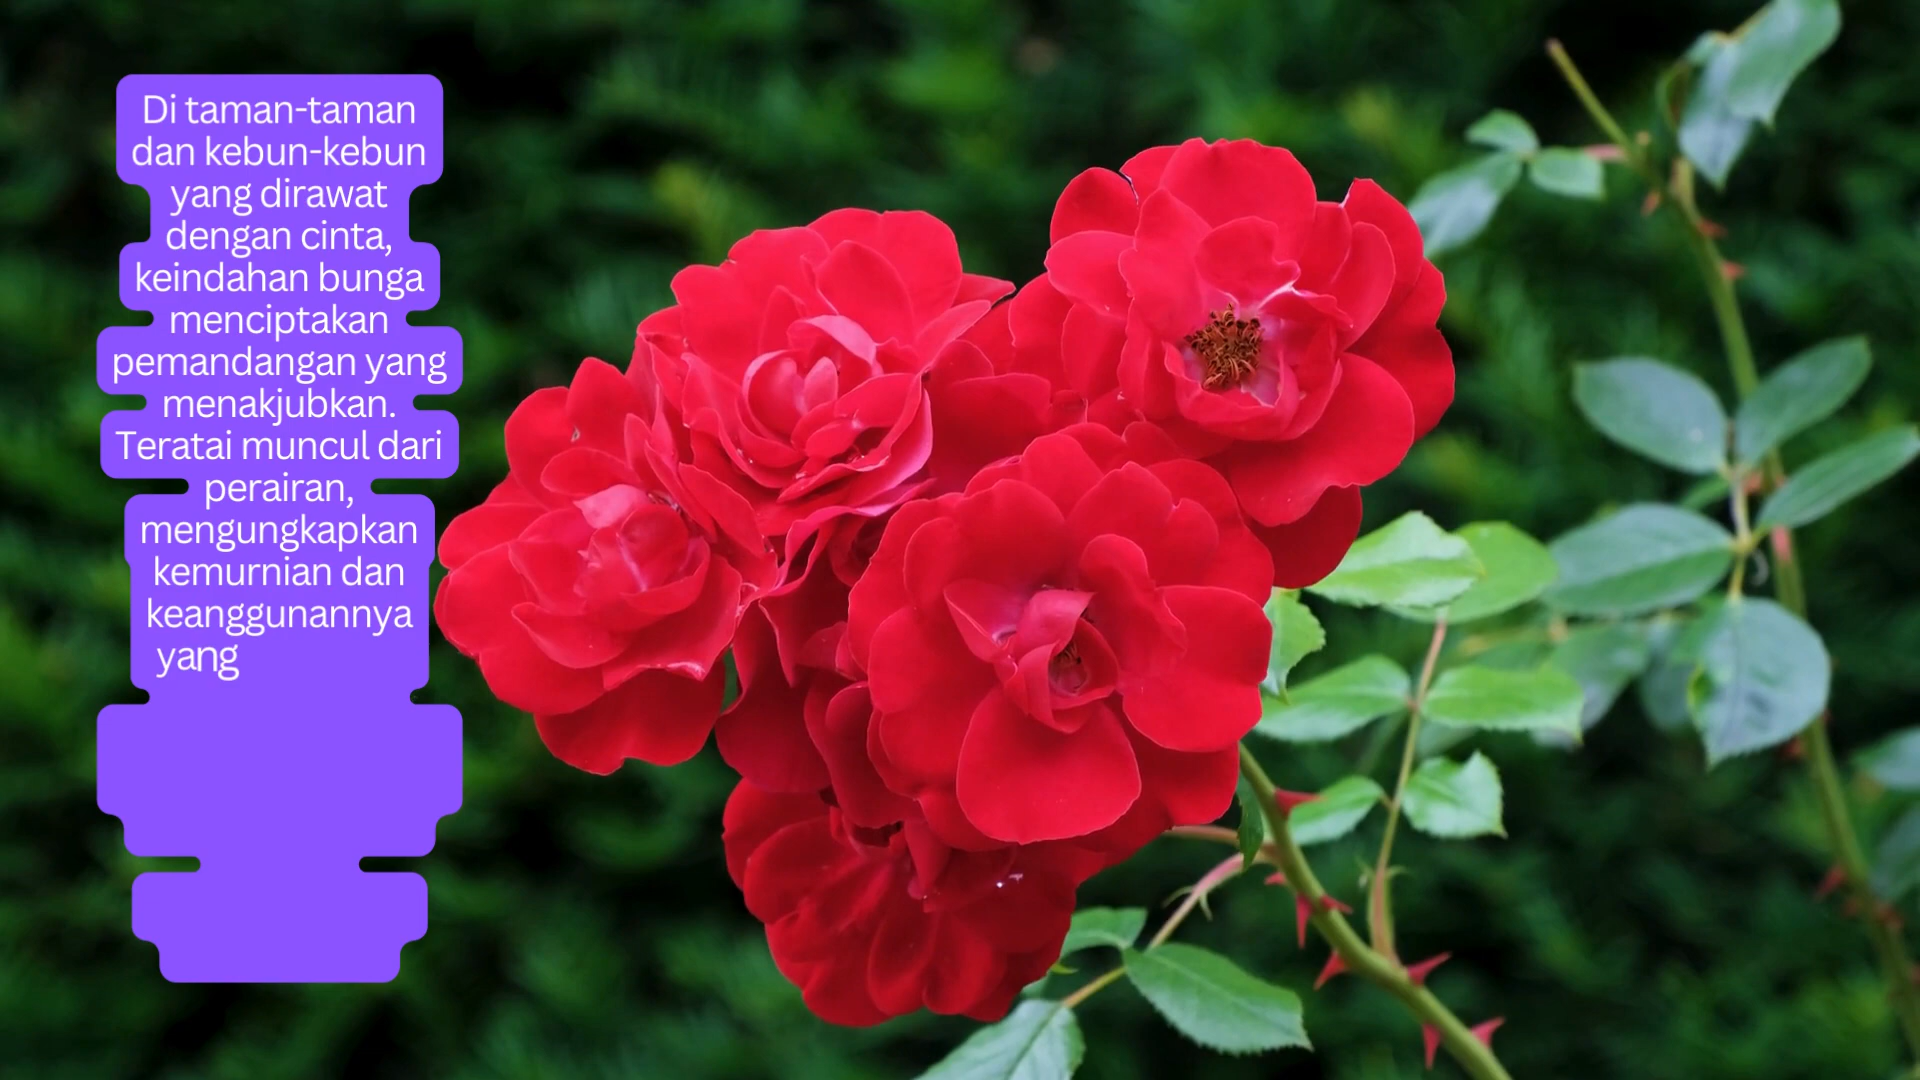 Di taman-taman
dan kebun-kebun
yang dirawat
dengan cinta,
keindahan bunga
menciptakan
pemandangan yang
menakjubkan.
Teratai muncul dari
perairan,
mengungkapkan
kemurnian dan
keanggunannya
yang